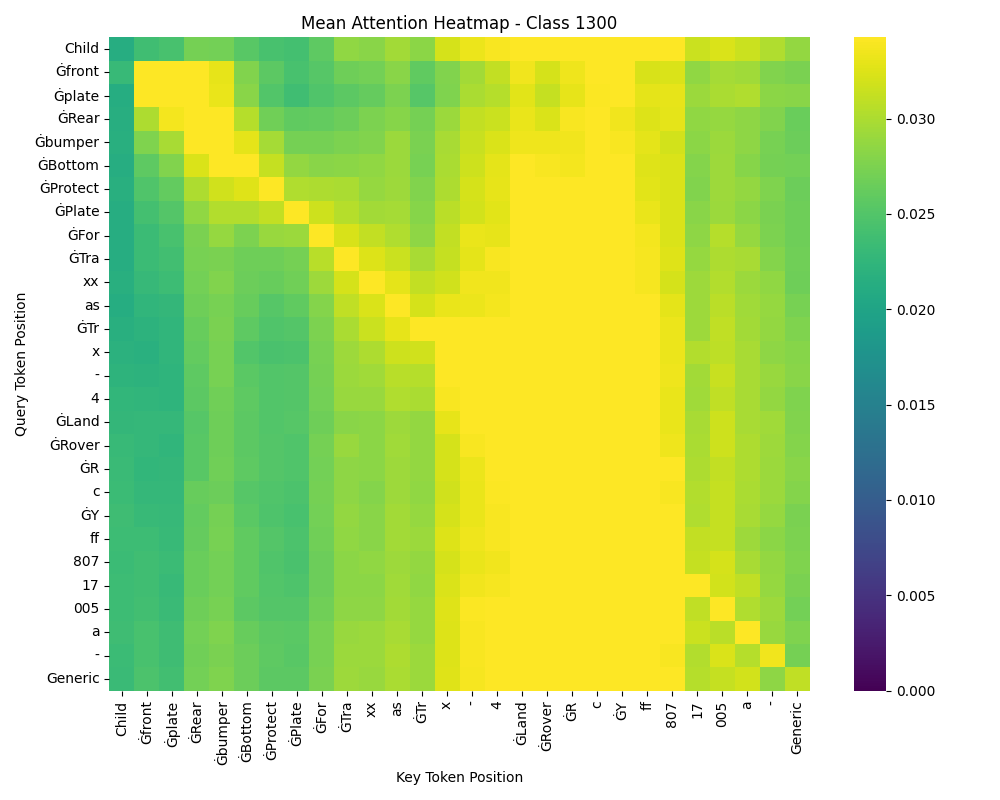 Mean Attention Heatmap - Class 1300
Query Token Position
Child
Ġfront
Ġplate
ĠRear
Ġbumper
ĠBottom
ĠProtect
ĠPlate
ĠFor
ĠTra
xx
as
ĠTr
x
-
4
ĠLand
ĠRover
ĠR
c
ĠY
ff
807
17
005
a
-
Generic
Child
Ġfront
Ġplate
ĠRear
Ġbumper
ĠBottom
ĠProtect
ĠPlate
ĠFor
ĠTra
xx
as
ĠTr
x
-
4
ĠLand
ĠRover
ĠR
c
ĠY
ff
807
17
005
a
-
Generic
Key Token Position
0.030
0.025
0.020
0.015
0.010
0.005
0.000